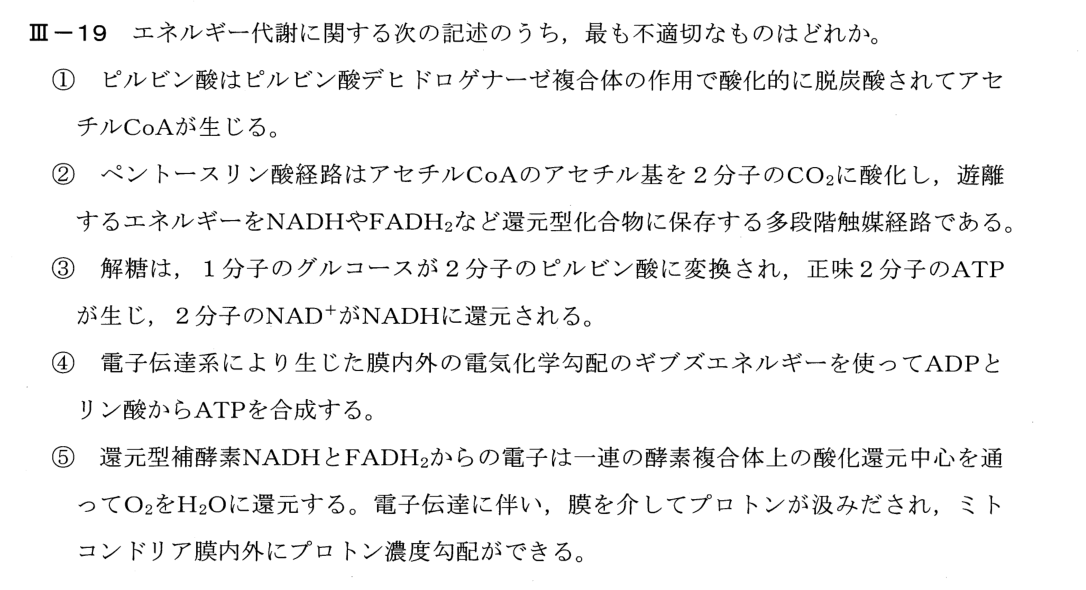 Ⅲ－19　エネルギー代謝に関する次の記述のうち，最も不適切なものはどれか。
①　ピルビン酸はピルビン酸デヒドロゲナーゼ複合体の作用で酸化的に脱炭酸されてアセ
チルCoAが生じる。
②　ペントースリン酸経路はアセチルCoAのアセチル基を２分子のCO₂に酸化し，遊離
するエネルギーをNADHやFADH₂など還元型化合物に保存する多段階触媒経路である。
③　解糖は，１分子のグルコースが２分子のピルビン酸に変換され，正味２分子のATP
が生じ，２分子のNAD⁺がNADHに還元される。
④　電子伝達系により生じた膜内外の電気化学勾配のギブズエネルギーを使ってADPと
リン酸からATPを合成する。
⑤　還元型補酵素NADHとFADH₂からの電子は一連の酵素複合体上の酸化還元中心を通
ってO₂をH₂Oに還元する。電子伝達に伴い，膜を介してプロトンが汲みだされ，ミト
コンドリア膜内外にプロトン濃度勾配ができる。